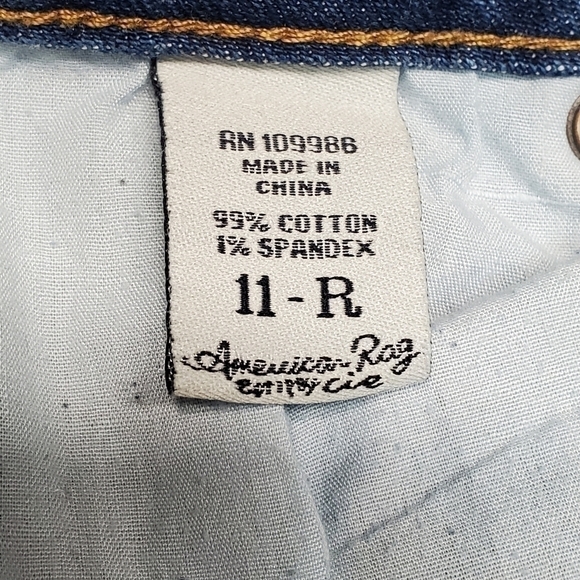 RN 109986
MADE IN
CHINA
99% COTTON
1% SPANDEX
11-R
American Rag
cie